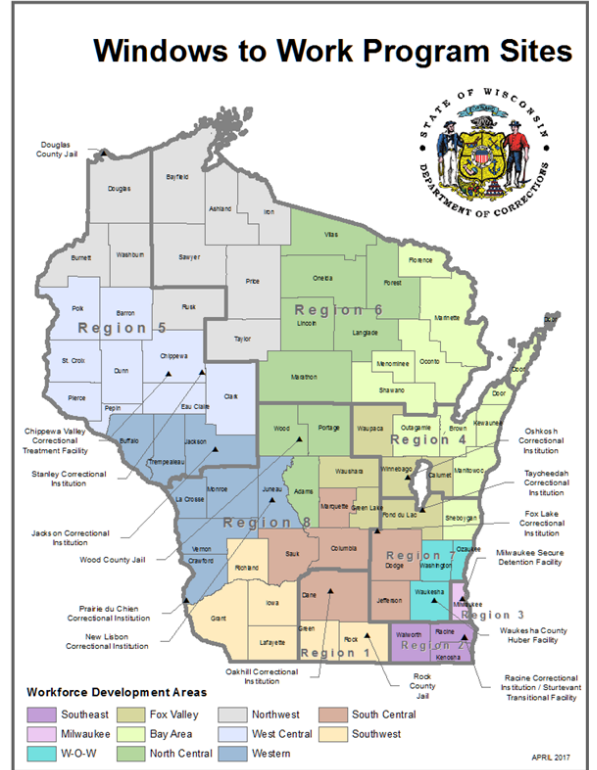 Windows to Work Program Sites
STATE OF WISCONSIN
DEPARTMENT OF CORRECTIONS
Douglas
County Jail
Douglas
Bayfield
Ashland
Iron
Vilas
Florence
Burnett
Washburn
Sawyer
Price
Oneida
Forest
Marinette
Polk
Barron
Rusk
Region 5
Region 6
Lincoln
Langlade
Taylor
Door
St. Croix
Dunn
Chippewa
Menominee
Oconto
Door
Marathon
Shawano
Door
Pierce
Pepin
Eau Claire
Clark
Chippewa Valley
Correctional
Treatment Facility
Buffalo
Trempealeau
Jackson
Wood
Portage
Waupaca
Outagamie
Brown
Kewaunee
Region 4
Oshkosh
Correctional
Institution
Stanley Correctional
Institution
Winnebago
Calumet
Manitowoc
Waushara
Taycheedah
Correctional
Institution
La Crosse
Monroe
Juneau
Adams
Marquette
Green Lake
Fond du Lac
Sheboygan
Fox Lake
Correctional
Institution
Jackson Correctional
Institution
Region 8
Wood County Jail
Vernon
Crawford
Richland
Sauk
Columbia
Dodge
Region 7
Washington
Ozaukee
Milwaukee Secure
Detention Facility
Prairie du Chien
Correctional Institution
Grant
Iowa
Dane
Jefferson
Waukesha
Milwaukee
Region 3
New Lisbon
Correctional Institution
Lafayette
Green
Rock
Region 1
Walworth
Racine
Region 2
Kenosha
Waukesha County
Huber Facility
Oakhill Correctional
Institution
Rock
County
Jail
Racine Correctional
Institution / Sturtevant
Transitional Facility
Workforce Development Areas
Southeast
Fox Valley
Northwest
South Central
Milwaukee
Bay Area
West Central
Southwest
W-O-W
North Central
Western
APRIL 2017